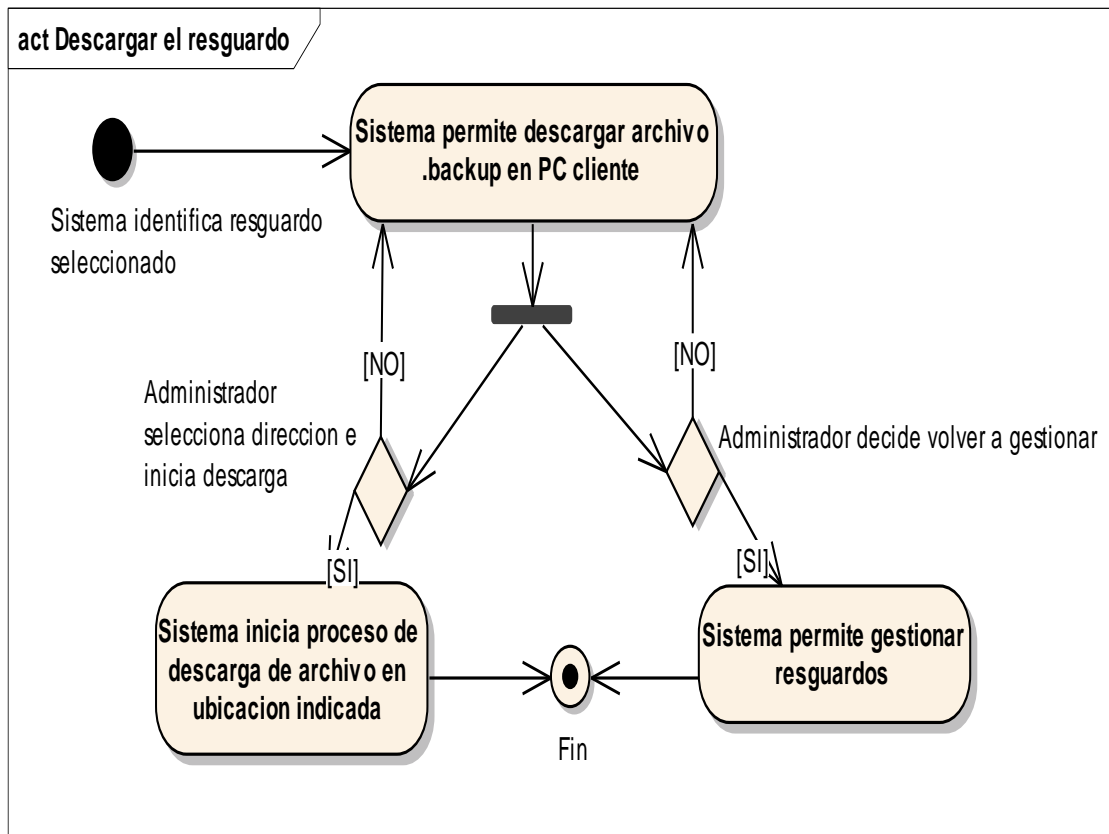 act Descargar el resguardo
Sistema permite descargar archivo
.backup en PC cliente
Sistema identifica resguardo
seleccionado
[NO]
[NO]
Administrador
selecciona direccion e
inicia descarga
Administrador decide volver a gestionar
[SI]
[SI]
Sistema inicia proceso de
descarga de archivo en
ubicacion indicada
Sistema permite gestionar
resguardos
Fin